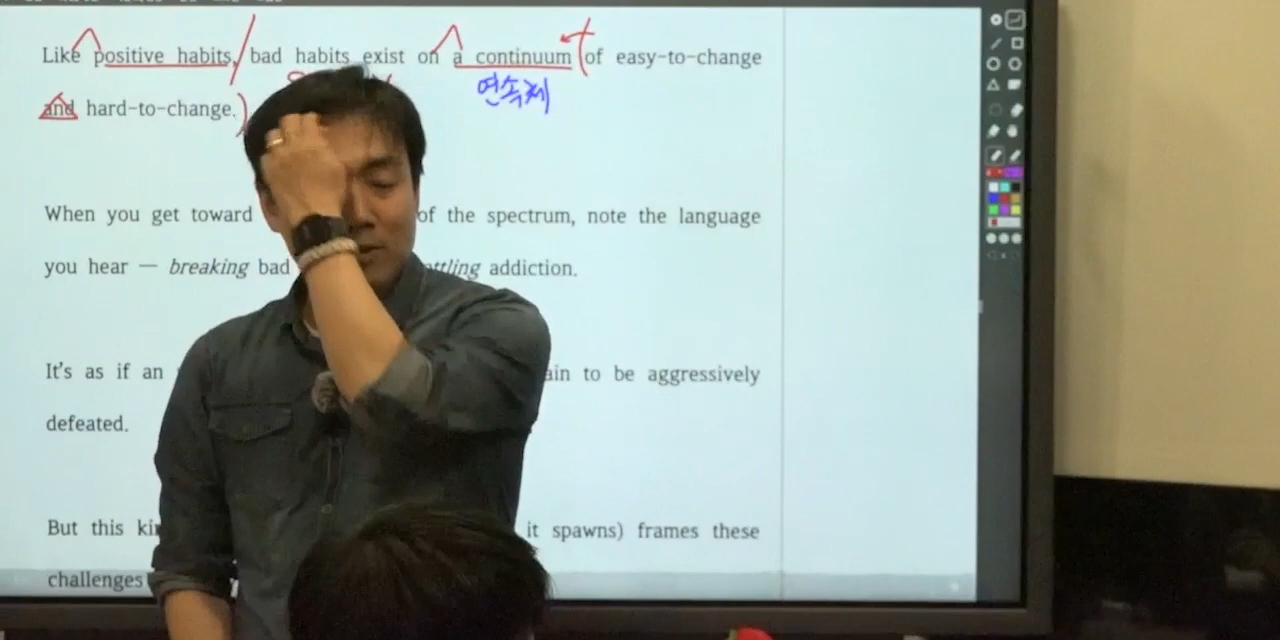 Like positive habits, bad habits exist on a continuum of easy-to-change
연속체
and hard-to-change.
When you get toward of the spectrum, note the language
you hear — breaking bad addiction.
It's as if an to be aggressively
defeated.
But this it spawns) frames these
challenges